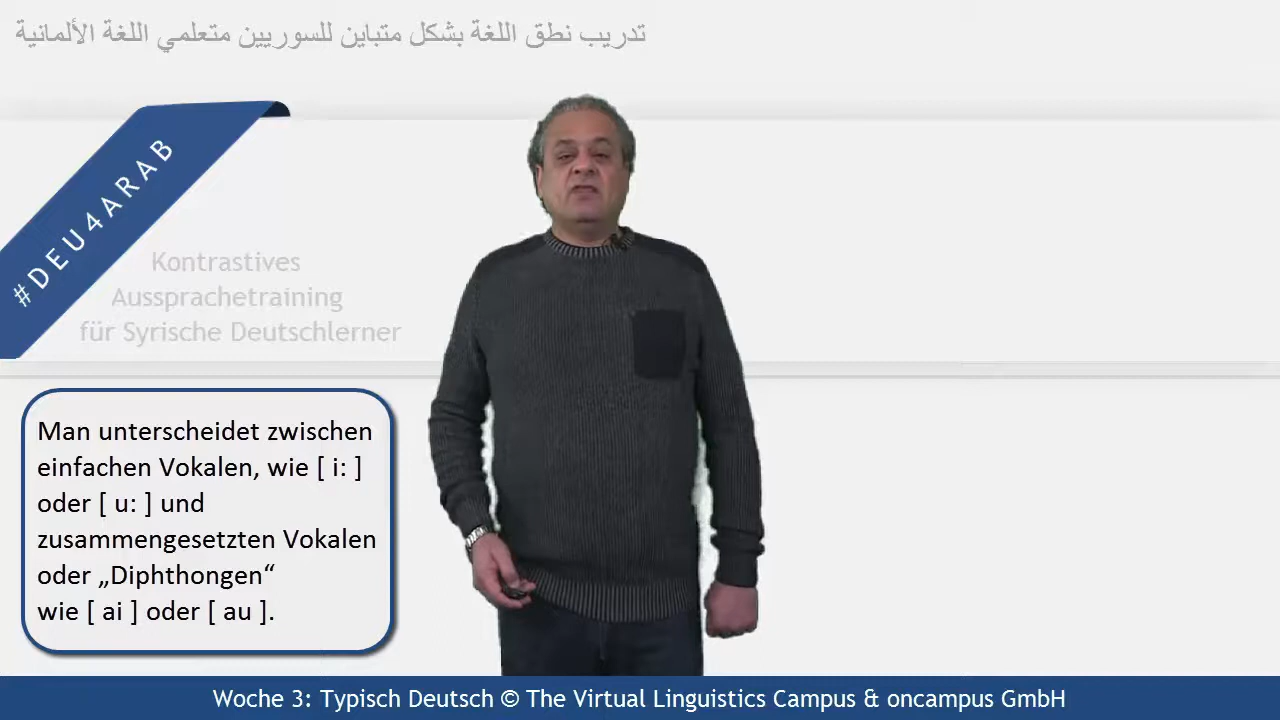 تدريب نطق اللغة بشكل متباين للسوريين متعلمي اللغة الألمانية
#DEU4ARAB
Kontrastives
Aussprachetraining
für Syrische Deutschlerner
Man unterscheidet zwischen
einfachen Vokalen, wie [ i: ]
oder [ u: ] und
zusammengesetzten Vokalen
oder „Diphthongen“
wie [ ai ] oder [ au ].
Woche 3: Typisch Deutsch © The Virtual Linguistics Campus & oncampus GmbH